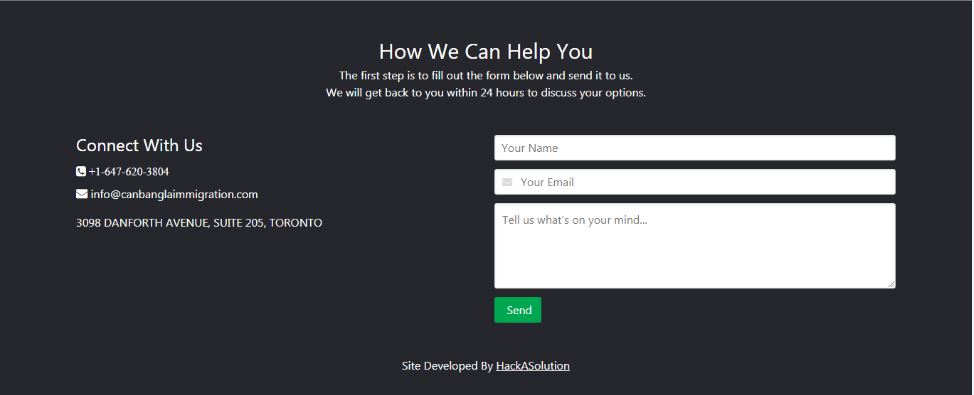 How We Can Help You
The first step is to fill out the form below and send it to us.
We will get back to you within 24 hours to discuss your options.
Connect With Us
+1-647-620-3804
info@canbanglaimmigration.com
3098 DANFORTH AVENUE, SUITE 205, TORONTO
Your Name
Your Email
Tell us what's on your mind...
Send
Site Developed By HackASolution